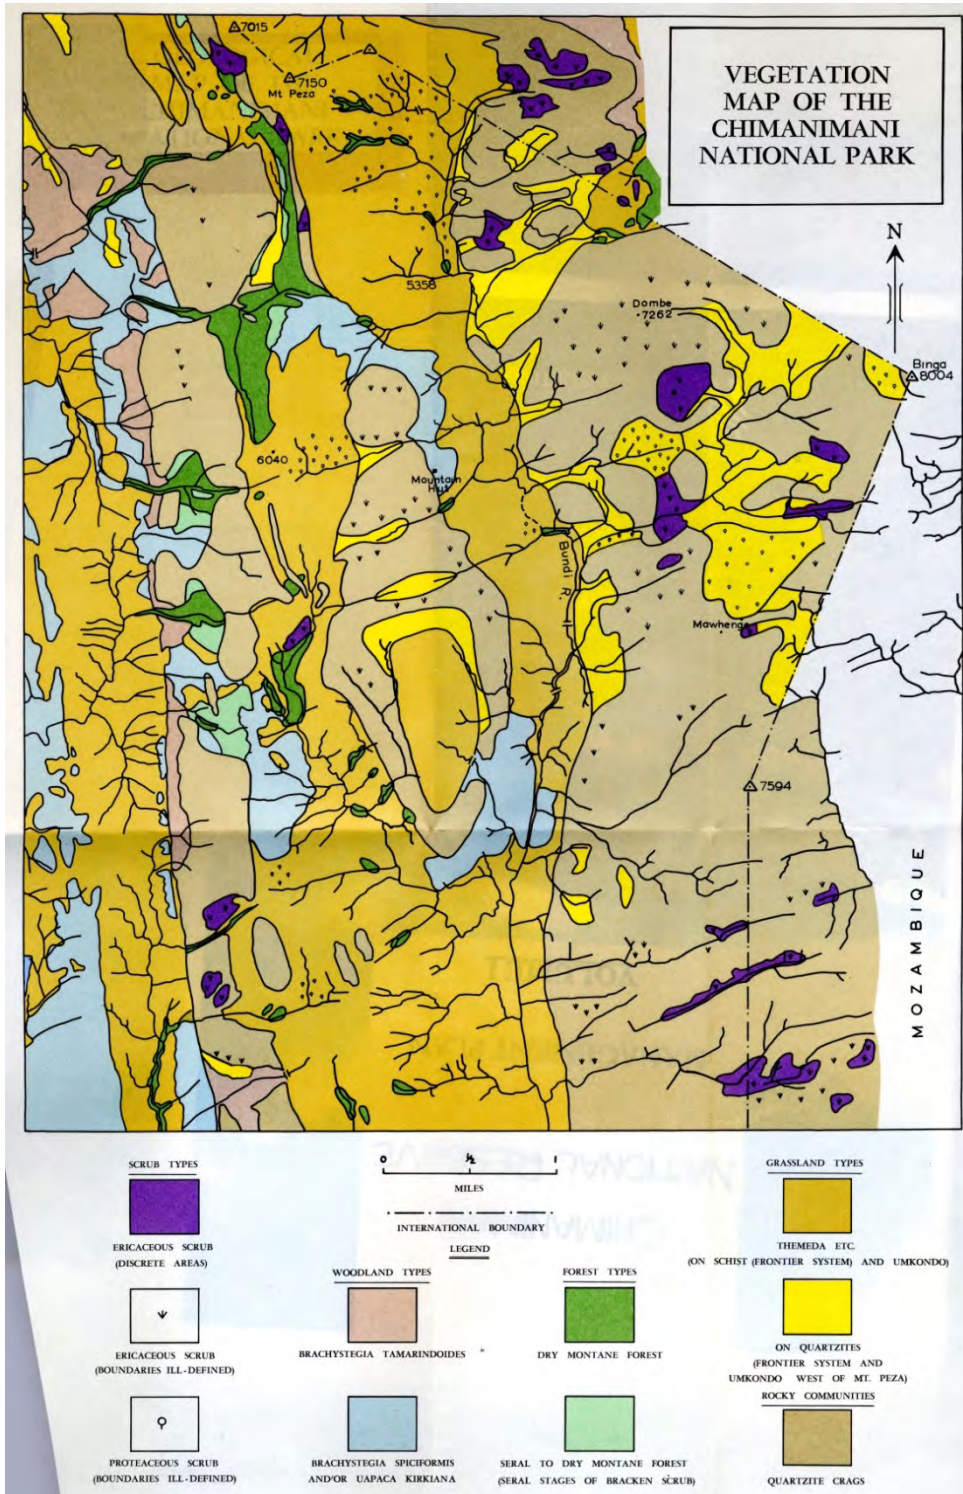 VEGETATION
MAP OF THE
CHIMANIMANI
NATIONAL PARK
7015
7150
Mt Peza
N
5358
Dombe
7262
Binga
8004
6040
Mountain
Hut
Bundi R.
Mawhenge
7594
MOZAMBIQUE
SCRUB TYPES
ERICACEOUS SCRUB
(DISCRETE AREAS)
ERICACEOUS SCRUB
(BOUNDARIES ILL-DEFINED)
PROTEACEOUS SCRUB
(BOUNDARIES ILL-DEFINED)
0 ½ 1
MILES
INTERNATIONAL BOUNDARY
LEGEND
WOODLAND TYPES
BRACHYSTEGIA TAMARINDOIDES
BRACHYSTEGIA SPICIFORMIS
AND/OR UAPACA KIRKIANA
FOREST TYPES
DRY MONTANE FOREST
SERAL TO DRY MONTANE FOREST
(SERAL STAGES OF BRACKEN SCRUB)
GRASSLAND TYPES
THEMEDA ETC.
(ON SCHIST (FRONTIER SYSTEM) AND UMKONDO)
ON QUARTZITES
(FRONTIER SYSTEM AND
UMKONDO WEST OF MT. PEZA)
ROCKY COMMUNITIES
QUARTZITE CRAGS